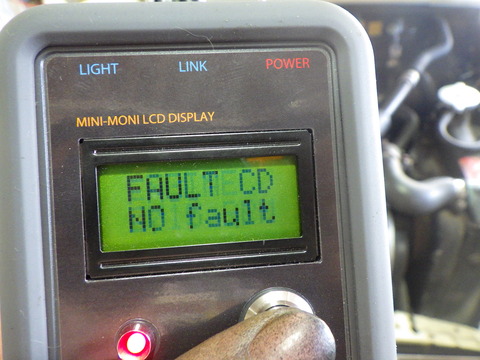 LIGHT LINK POWER
MINI-MONI LCD DISPLAY
FAULT CD
NO fault